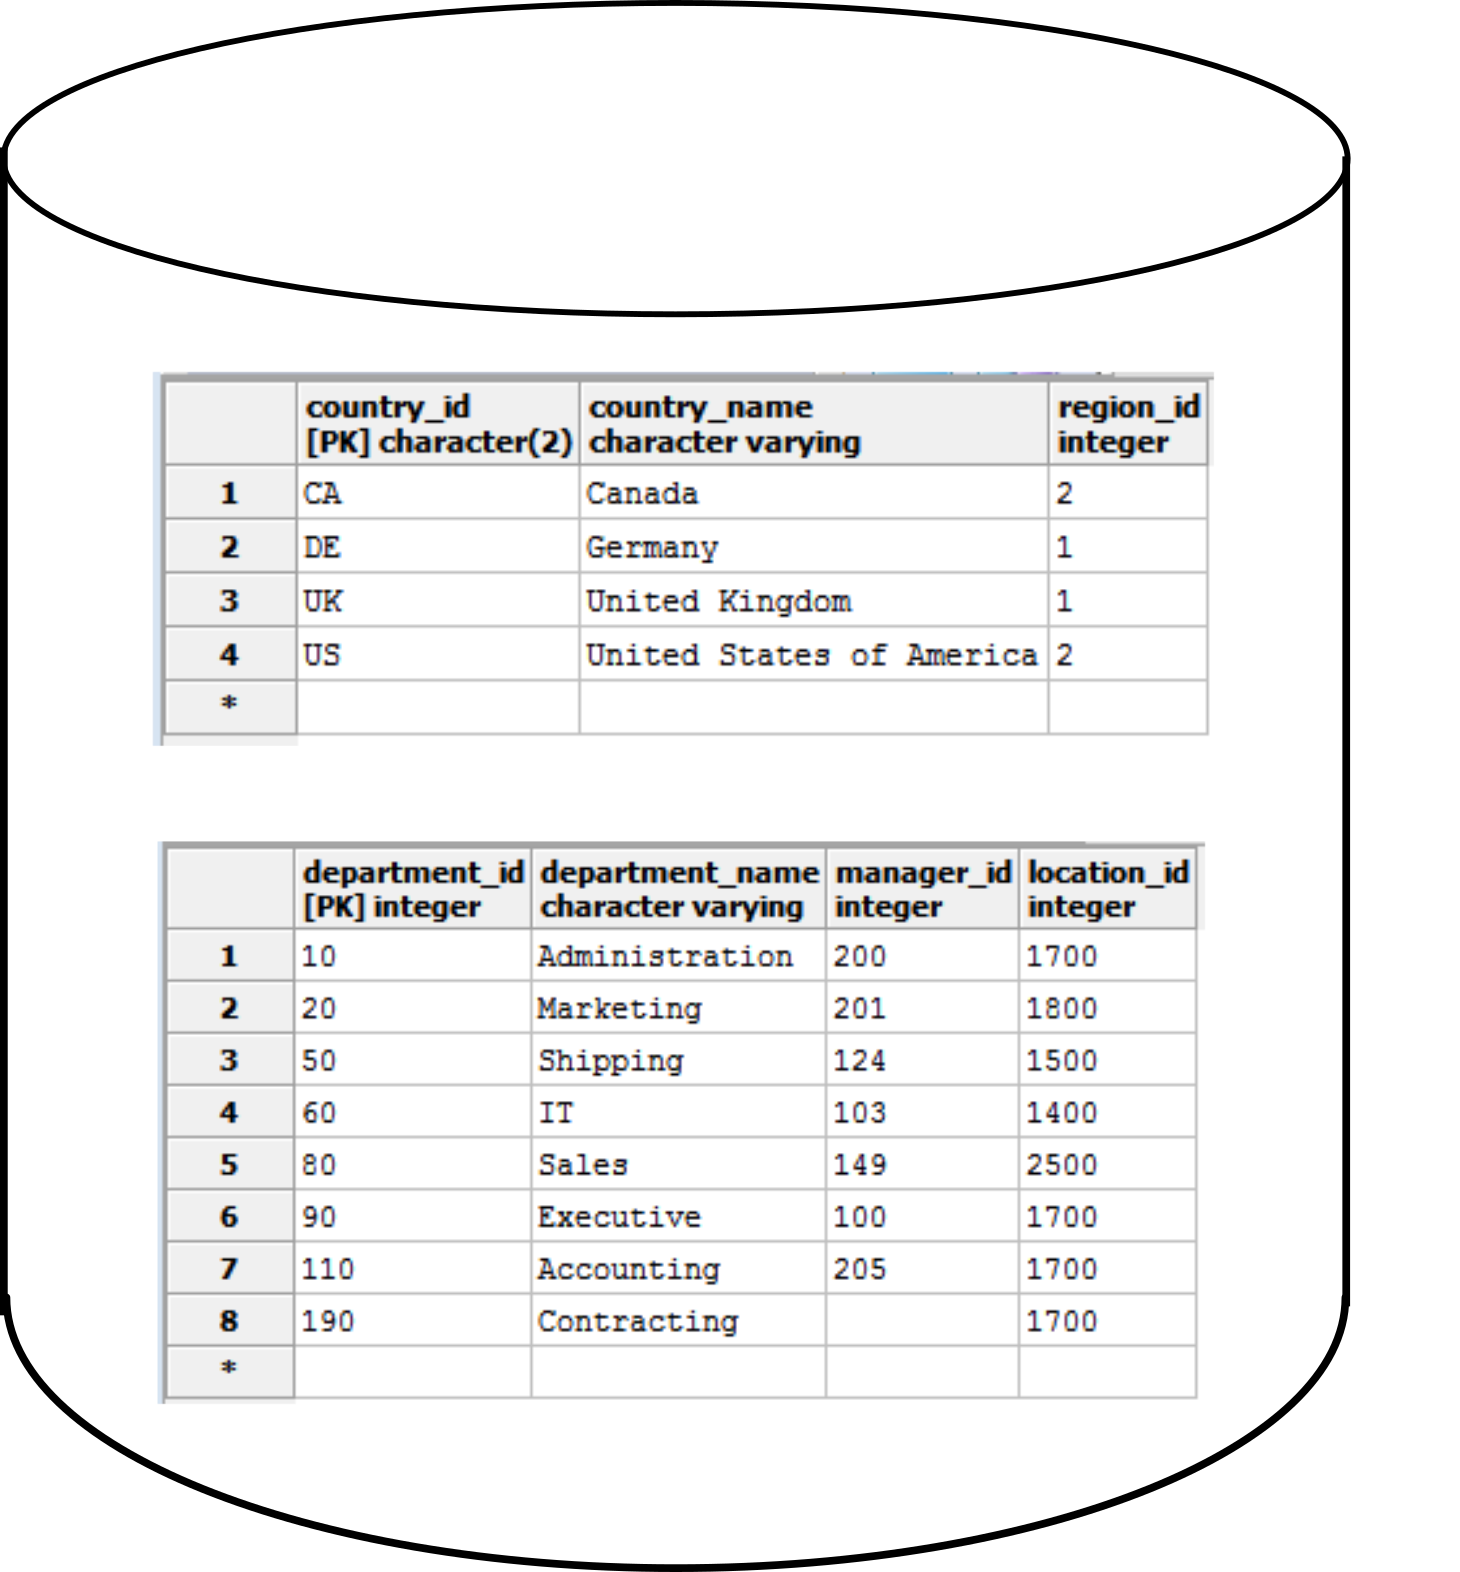 country_id country_name region_id
[PK] character(2) character varying integer
1 CA Canada 2
2 DE Germany 1
3 UK United Kingdom 1
4 US United States of America 2
*
department_id department_name manager_id location_id
[PK] integer character varying integer integer
1 10 Administration 200 1700
2 20 Marketing 201 1800
3 50 Shipping 124 1500
4 60 IT 103 1400
5 80 Sales 149 2500
6 90 Executive 100 1700
7 110 Accounting 205 1700
8 190 Contracting 1700
*